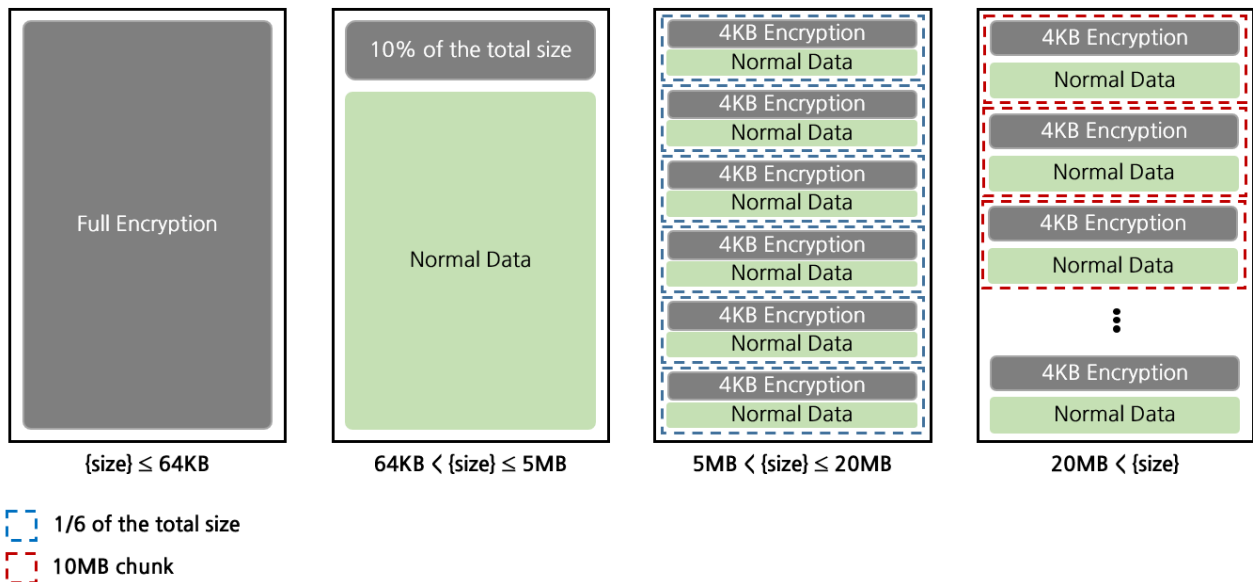 Full Encryption
{size} ≤ 64KB
10% of the total size
Normal Data
64KB < {size} ≤ 5MB
4KB Encryption
Normal Data
4KB Encryption
Normal Data
4KB Encryption
Normal Data
4KB Encryption
Normal Data
4KB Encryption
Normal Data
4KB Encryption
Normal Data
5MB < {size} ≤ 20MB
4KB Encryption
Normal Data
4KB Encryption
Normal Data
4KB Encryption
Normal Data
4KB Encryption
Normal Data
20MB < {size}
1/6 of the total size
10MB chunk